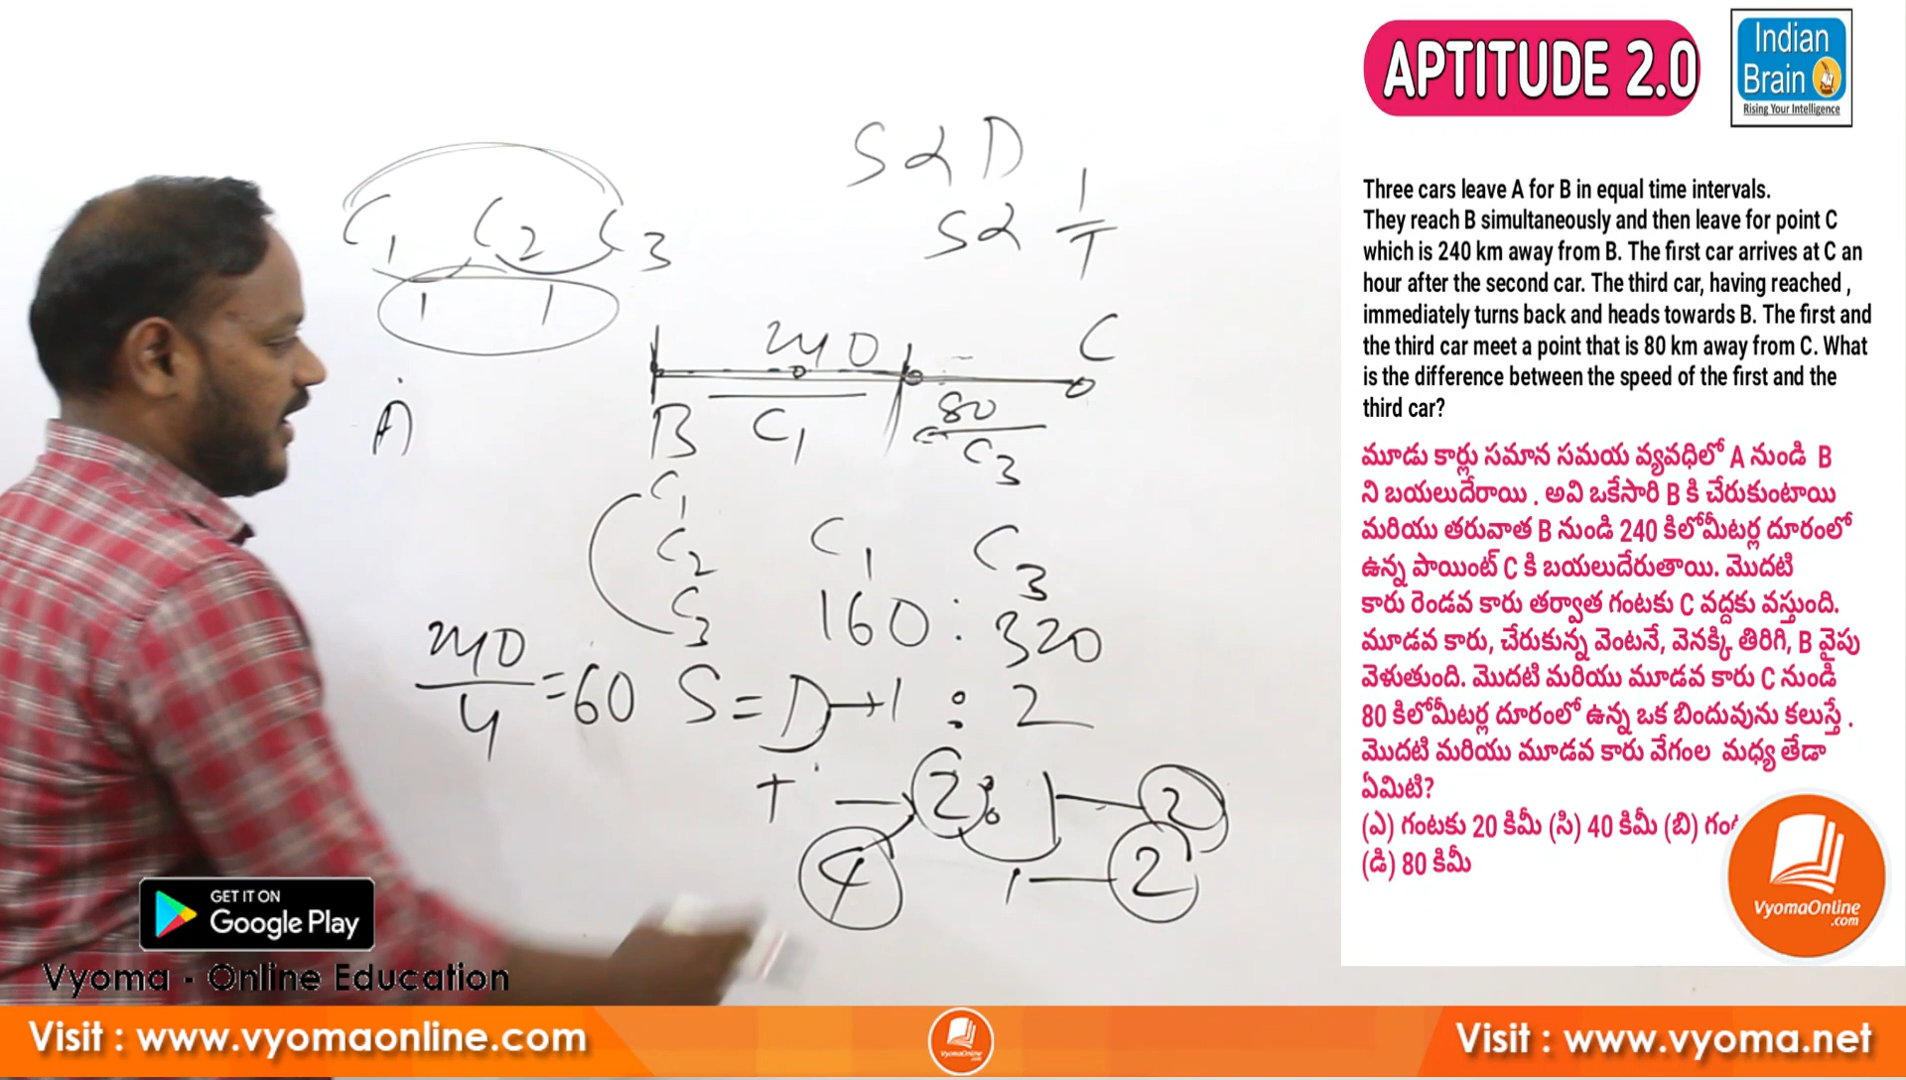 APTITUDE 2.0
Indian
Brain
Rising Your Intelligence
S α D
S α 1/T
C1 C2 C3
1 1
240
A B C
C1
80
C3
C1
C2
C3
C1 C3
160 : 320
240/4 = 60
S = D/T → 1 : 2
2 : 1 — 2
4
1 — 2
Three cars leave A for B in equal time intervals.
They reach B simultaneously and then leave for point C
which is 240 km away from B. The first car arrives at C an
hour after the second car. The third car, having reached ,
immediately turns back and heads towards B. The first and
the third car meet a point that is 80 km away from C. What
is the difference between the speed of the first and the
third car?
మూడు కార్లు సమాన సమయ వ్యవధిలో A నుండి B
ని బయలుదేరాయి . అవి ఒకేసారి B కి చేరుకుంటాయి
మరియు తరువాత B నుండి 240 కిలోమీటర్ల దూరంలో
ఉన్న పాయింట్ C కి బయలుదేరుతాయి. మొదటి
కారు రెండవ కారు తర్వాత గంటకు C వద్దకు వస్తుంది.
మూడవ కారు, చేరుకున్న వెంటనే, వెనక్కి తిరిగి, B వైపు
వెళుతుంది. మొదటి మరియు మూడవ కారు C నుండి
80 కిలోమీటర్ల దూరంలో ఉన్న ఒక బిందువును కలుస్తే .
మొదటి మరియు మూడవ కారు వేగంల మధ్య తేడా
ఏమిటి?
(ఎ) గంటకు 20 కిమీ (సి) 40 కిమీ (బి)
(డి) 80 కిమీ
VyomaOnline
.com
GET IT ON
Google Play
Vyoma - Online Education
Visit : www.vyomaonline.com
VyomaOnline
Visit : www.vyoma.net